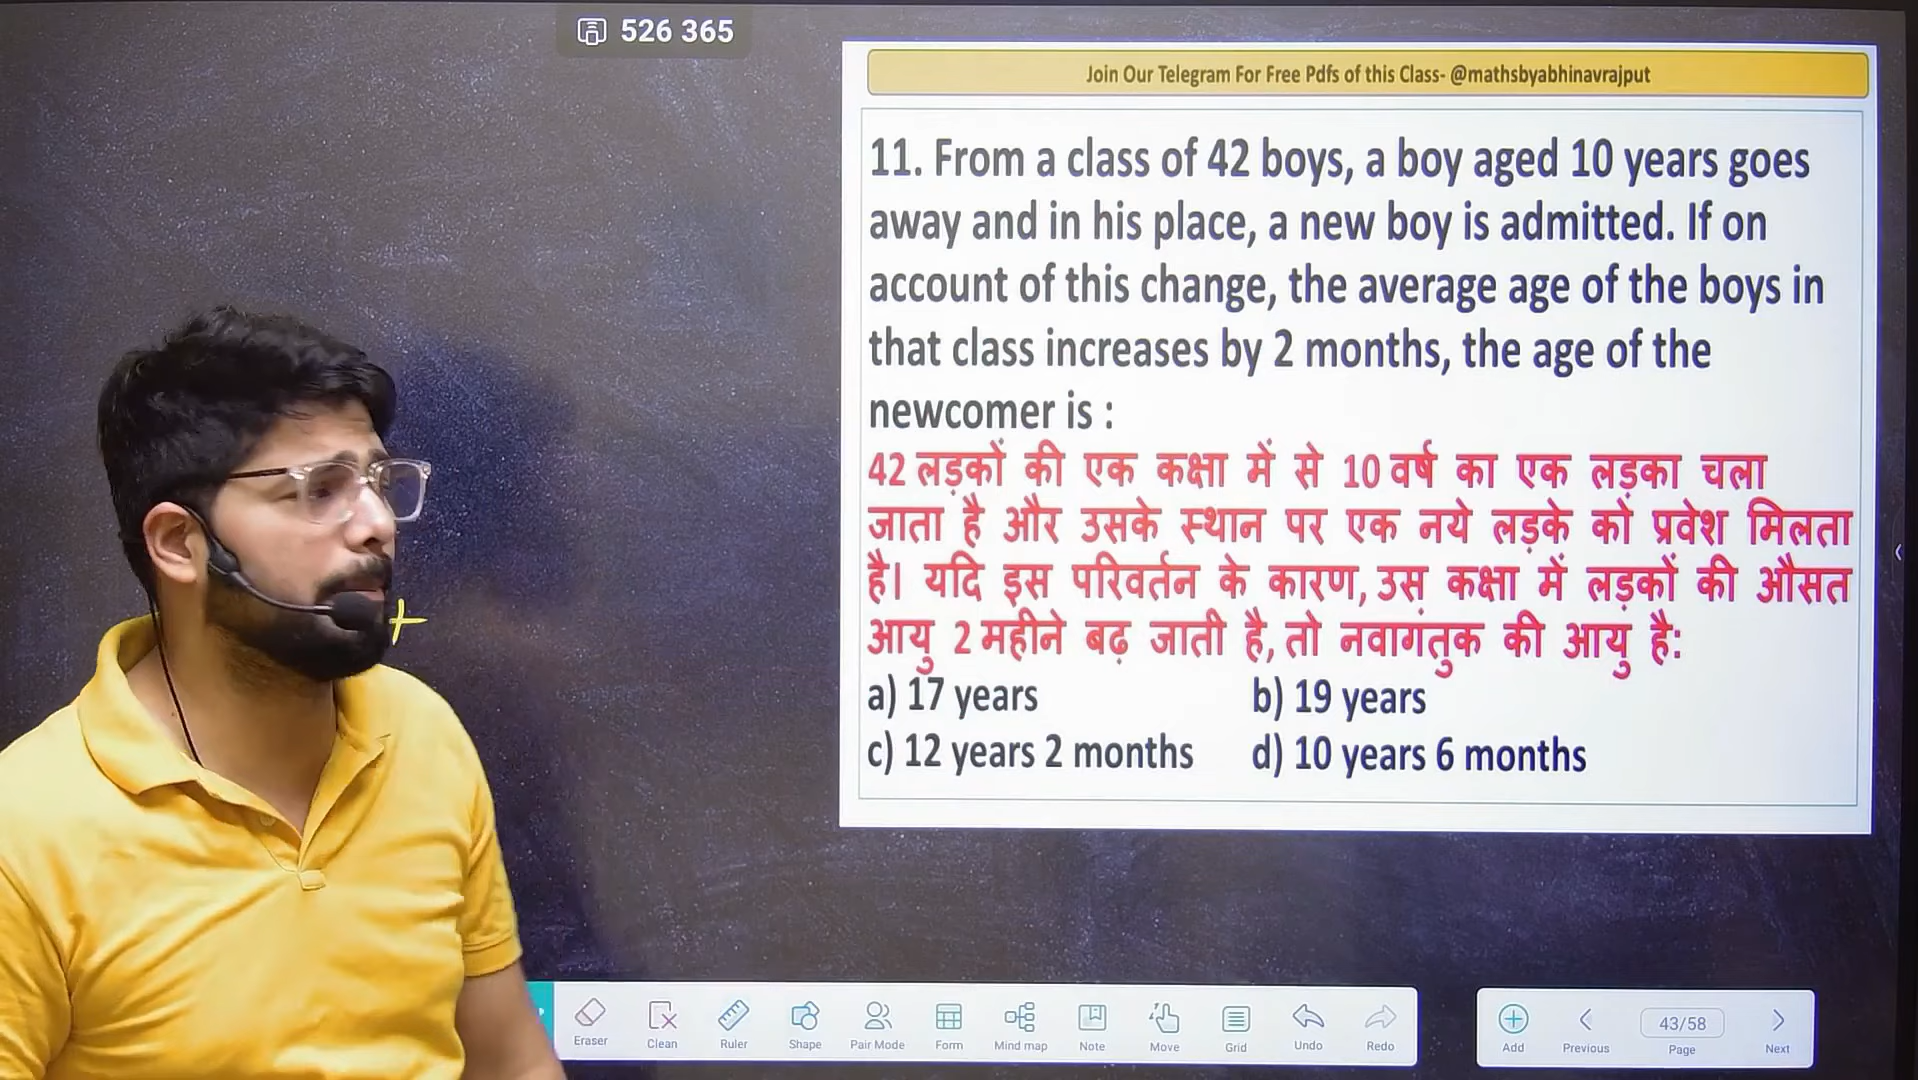 526 365
Join Our Telegram For Free Pdfs of this Class- @mathsbyabhinavrajput
11. From a class of 42 boys, a boy aged 10 years goes
away and in his place, a new boy is admitted. If on
account of this change, the average age of the boys in
that class increases by 2 months, the age of the
newcomer is :
42 लड़कों की एक कक्षा में से 10 वर्ष का एक लड़का चला
जाता है और उसके स्थान पर एक नये लड़के को प्रवेश मिलता
है। यदि इस परिवर्तन के कारण, उस कक्षा में लड़कों की औसत
आयु 2 महीने बढ़ जाती है, तो नवागंतुक की आयु है:
a) 17 years b) 19 years
c) 12 years 2 months d) 10 years 6 months
Eraser Clean Ruler Shape Pair Mode Form Mind map Note Move Grid Undo Redo
43/58
Add Previous Page Next